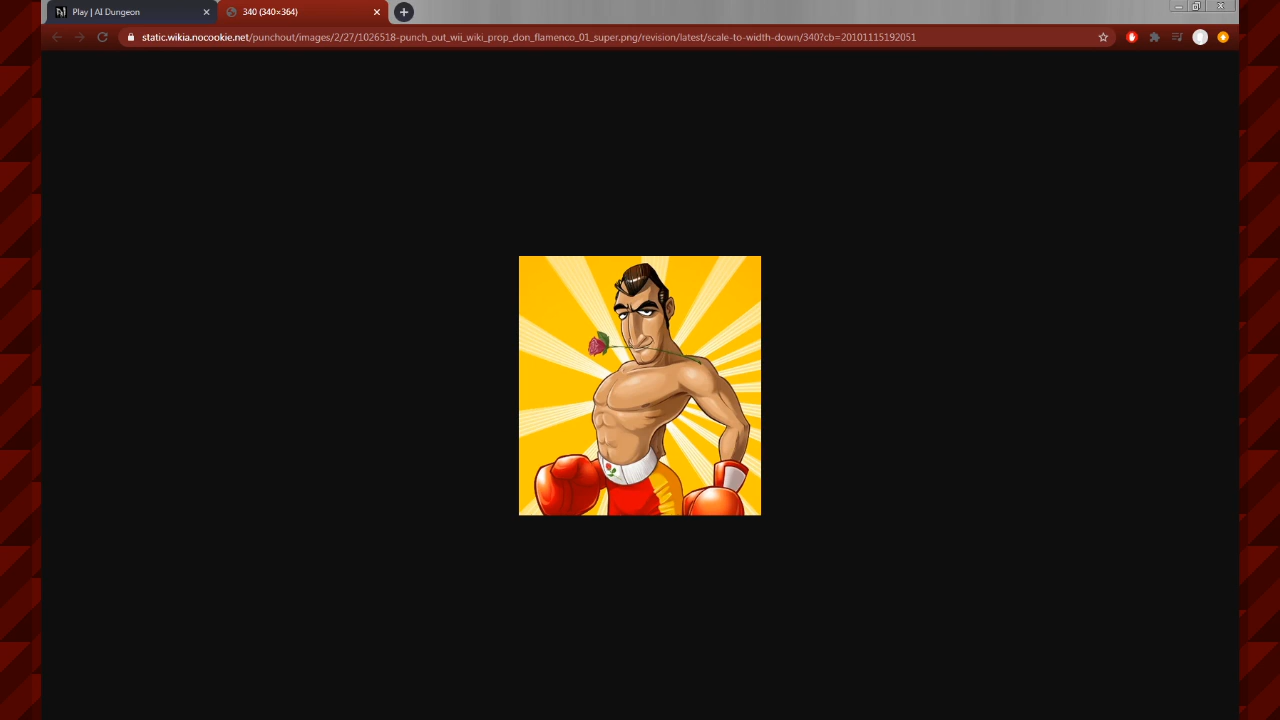 Play | AI Dungeon
340 (340×364)
static.wikia.nocookie.net/punchout/images/2/27/1026518-punch_out_wii_wiki_prop_don_flamenco_01_super.png/revision/latest/scale-to-width-down/340?cb=20101115192051